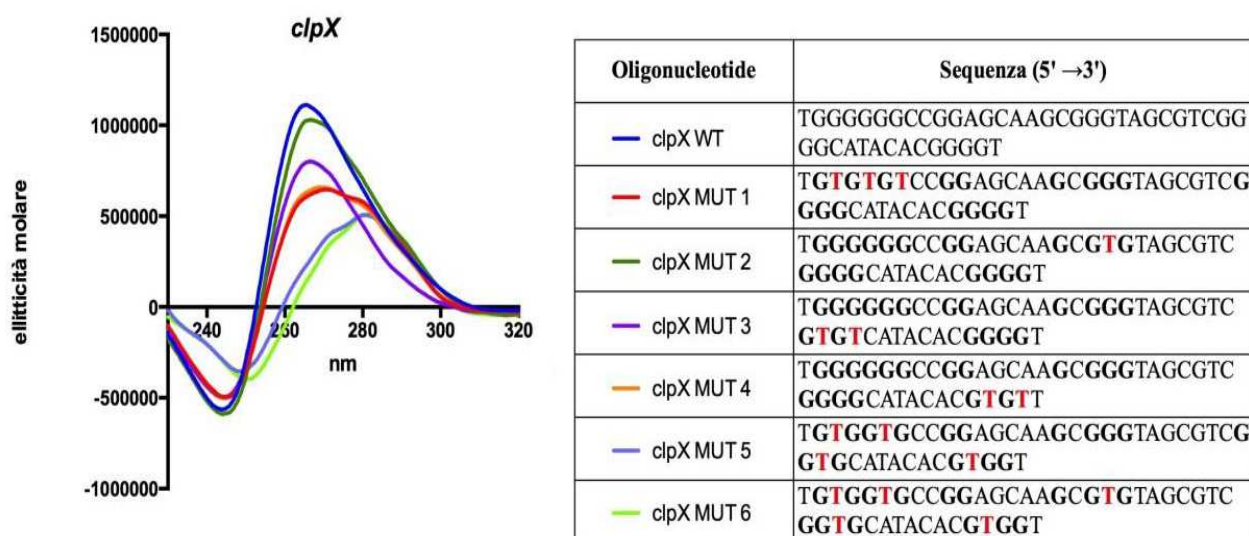 clpX
1500000
1000000
500000
0
-500000
-1000000
240
260
280
300
320
nm
ellitticità molare
Oligonucleotide Sequenza (5' →3')
clpX WT TGGGGGGCCGGAGCAAGCGGGTAGCGTCGG
GGCATACACGGGGT
clpX MUT 1 TGTGTGTCCGGAGCAAGCGGGTAGCGTCG
GGGCATACACGGGGT
clpX MUT 2 TGGGGGGCCGGAGCAAGCGTGTAGCGTC
GGGGCATACACGGGGT
clpX MUT 3 TGGGGGGCCGGAGCAAGCGGGTAGCGTC
GTGTCATACACGGGGT
clpX MUT 4 TGGGGGGCCGGAGCAAGCGGGTAGCGTC
GGGGCATACACGTGTT
clpX MUT 5 TGTGGTGCCGGAGCAAGCGGGTAGCGTCG
GTGCATACACGTGGT
clpX MUT 6 TGTGGTGCCGGAGCAAGCGTGTAGCGTC
GGTGCATACACGTGGT